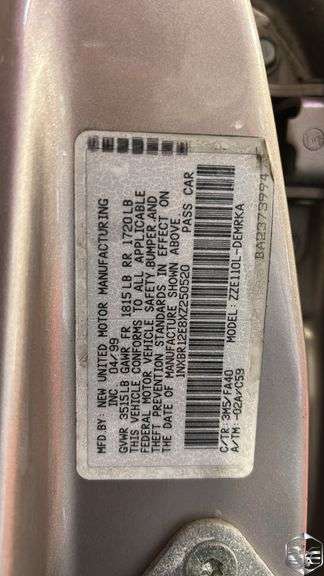 MFD. BY: NEW UNITED MOTOR MANUFACTURING
INC. 04/99
GVWR 3515LB GAWR FR 1815LB RR 1720LB
THIS VEHICLE CONFORMS TO ALL APPLICABLE
FEDERAL MOTOR VEHICLE SAFETY, BUMPER, AND
THEFT PREVENTION STANDARDS IN EFFECT ON
THE DATE OF MANUFACTURE SHOWN ABOVE.
1NXBR12E8XZ250520 PASS CAR
C/TR: 3M5/FA40 MODEL: ZZE110L-DEMRKA
A/TM: -02A/C59
BA2373994